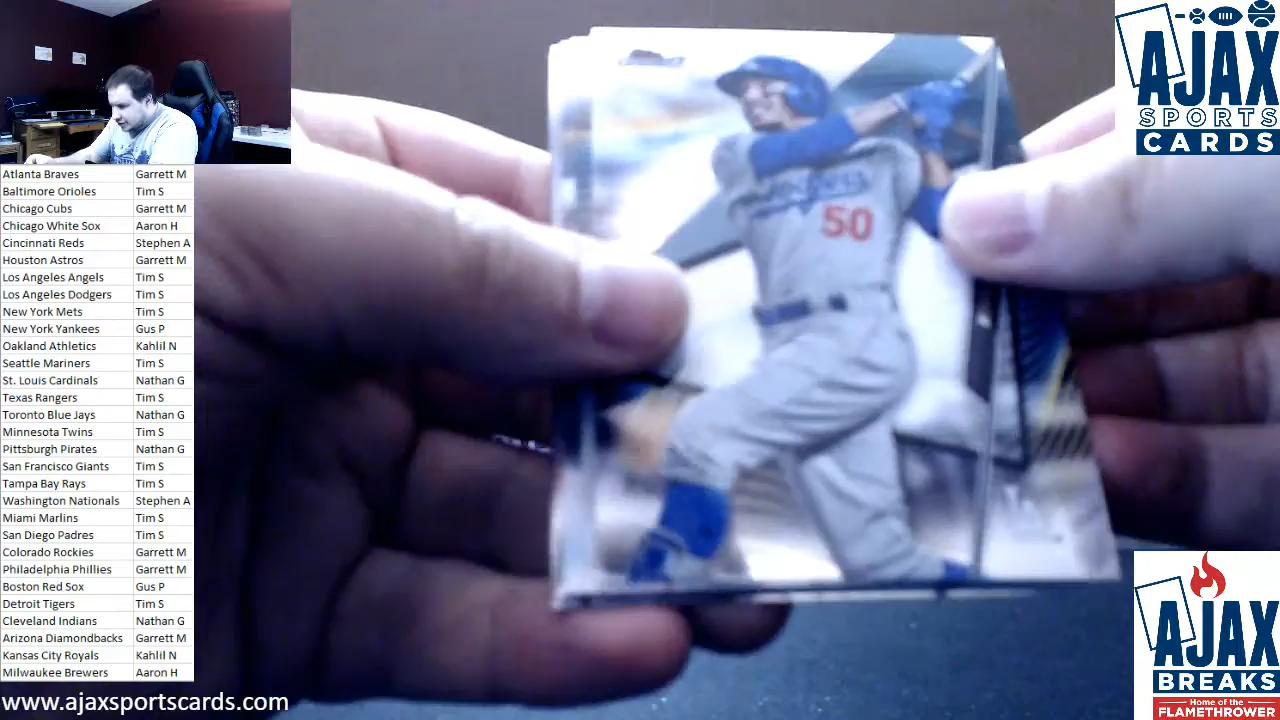 Atlanta Braves Garrett M
Baltimore Orioles Tim S
Chicago Cubs Garrett M
Chicago White Sox Aaron H
Cincinnati Reds Stephen A
Houston Astros Garrett M
Los Angeles Angels Tim S
Los Angeles Dodgers Tim S
New York Mets Tim S
New York Yankees Gus P
Oakland Athletics Kahlil N
Seattle Mariners Tim S
St. Louis Cardinals Nathan G
Texas Rangers Tim S
Toronto Blue Jays Nathan G
Minnesota Twins Tim S
Pittsburgh Pirates Nathan G
San Francisco Giants Tim S
Tampa Bay Rays Tim S
Washington Nationals Stephen A
Miami Marlins Tim S
San Diego Padres Tim S
Colorado Rockies Garrett M
Philadelphia Phillies Garrett M
Boston Red Sox Gus P
Detroit Tigers Tim S
Cleveland Indians Nathan G
Arizona Diamondbacks Garrett M
Kansas City Royals Kahlil N
Milwaukee Brewers Aaron H
www.ajaxsportscards.com
50
AJAX
SPORTS
CARDS
AJAX
BREAKS
Home of the
FLAMETHROWER